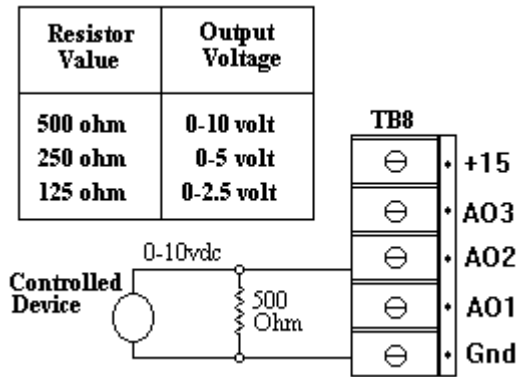 Resistor Value
Output Voltage
500 ohm
0-10 volt
250 ohm
0-5 volt
125 ohm
0-2.5 volt
TB8
+15
AO3
AO2
AO1
Gnd
0-10vdc
Controlled
Device
500
Ohm